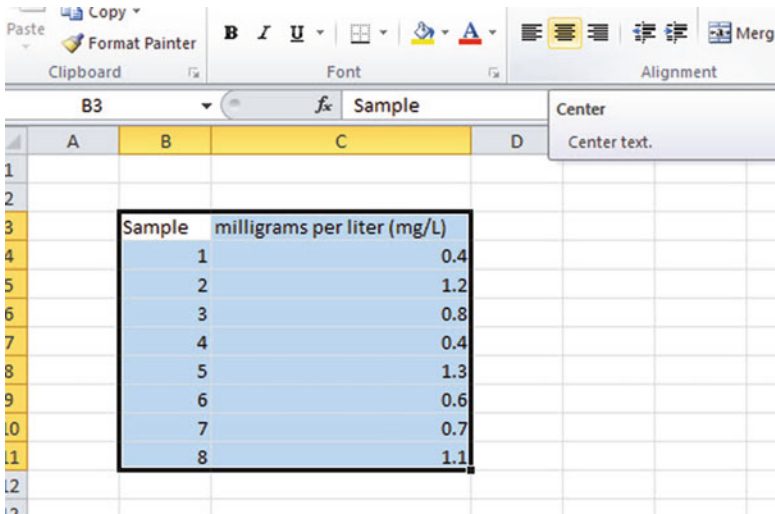 Copy
Paste
Format Painter
B I U A
Merg
Clipboard Font Alignment
B3 fx Sample
Center
Center text.
A B C D
1
2
3 Sample milligrams per liter (mg/L)
4 1 0.4
5 2 1.2
6 3 0.8
7 4 0.4
8 5 1.3
9 6 0.6
10 7 0.7
11 8 1.1
12